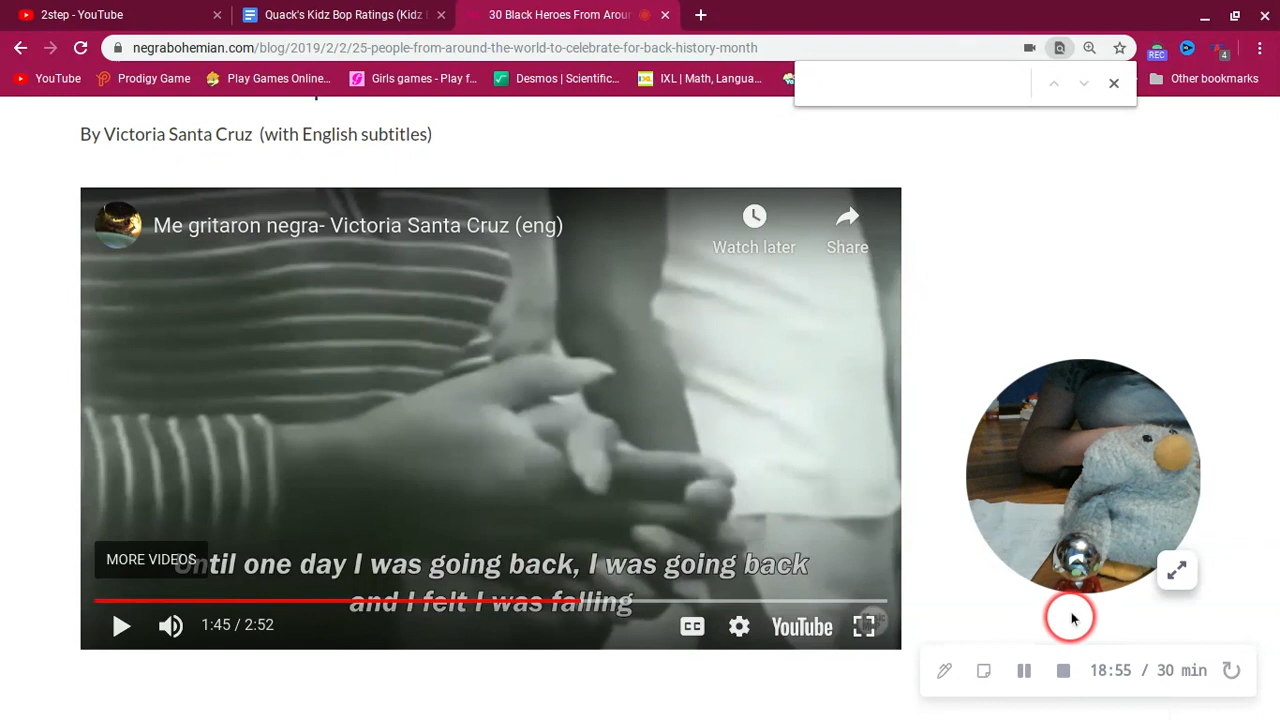 2step - YouTube
Quack's Kidz Bop Ratings (Kidz
30 Black Heroes From Arou
negrabohemian.com/blog/2019/2/2/25-people-from-around-the-world-to-celebrate-for-back-history-month
REC
4
YouTube
Prodigy Game
Play Games Online...
Girls games - Play f...
Desmos | Scientific...
IXL | Math, Langua...
Other bookmarks
By Victoria Santa Cruz (with English subtitles)
Me gritaron negra- Victoria Santa Cruz (eng)
Watch later
Share
MORE VIDEOS
Until one day I was going back, I was going back
and I felt I was falling
1:45 / 2:52
CC
YouTube
18:55 / 30 min